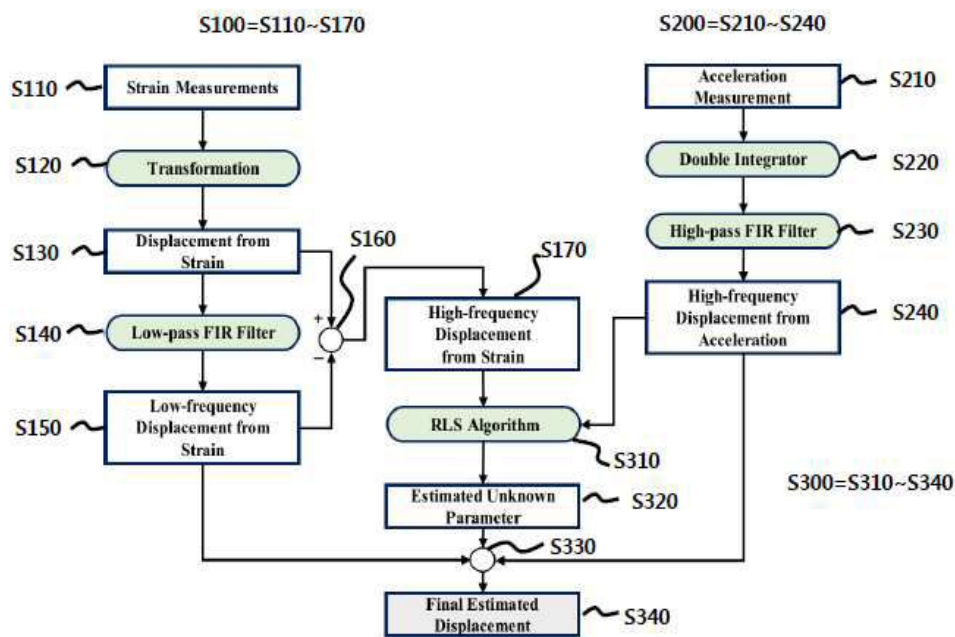 S100=S110~S170
S200=S210~S240
S110
Strain Measurements
Acceleration
Measurement
S210
S120
Transformation
Double Integrator
S220
S130
Displacement from
Strain
S160
S170
High-pass FIR Filter
S230
S140
Low-pass FIR Filter
+
−
High-frequency
Displacement
from Strain
High-frequency
Displacement from
Acceleration
S240
S150
Low-frequency
Displacement from
Strain
RLS Algorithm
S310
S300=S310~S340
Estimated Unknown
Parameter
S320
S330
Final Estimated
Displacement
S340